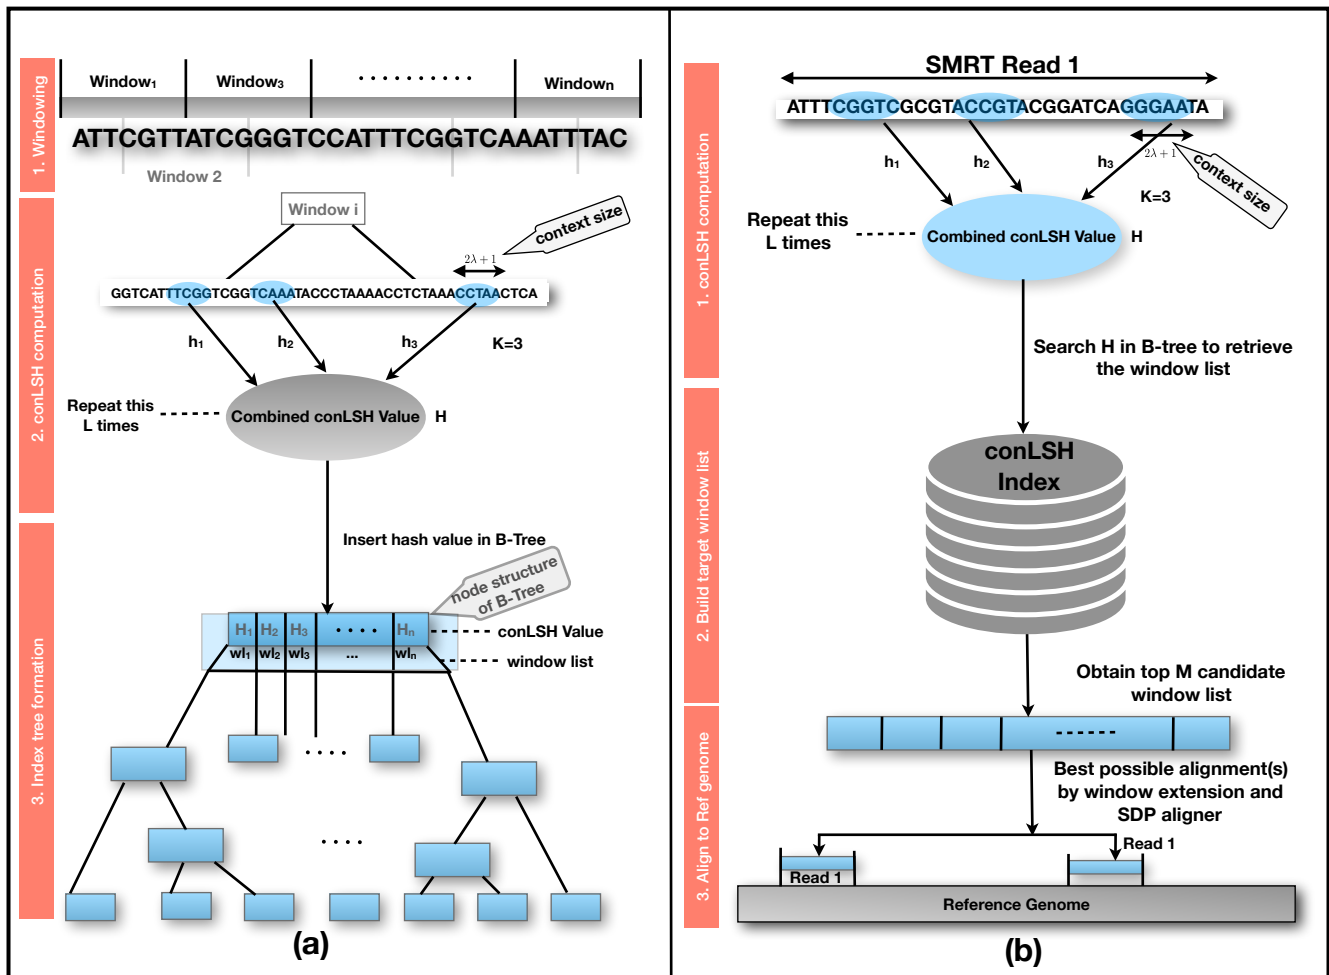 1. Windowing
Window1
Window3
..........
Windown
ATTCGTTATCGGGTCCATTTCGGTCAAATTTAC
Window 2
2. conLSH computation
Window i
context size
2λ + 1
GGTCATTTCGGTCGGTCAAATACCCTAAAACCTCTAAACCTAACTCA
h1
h2
h3
K=3
Repeat this
L times
Combined conLSH Value
H
3. Index tree formation
Insert hash value in B-Tree
node structure
of B-Tree
H1 H2 H3 .... Hn
conLSH Value
wl1 wl2 wl3 ... wln
window list
....
....
(a)
1. conLSH computation
SMRT Read 1
ATTTCGGTCGCGTACCGTACGGATCAGGGAATA
2λ + 1
context size
h1
h2
h3
K=3
Repeat this
L times
Combined conLSH Value
H
Search H in B-tree to retrieve
the window list
2. Build target window list
conLSH
Index
Obtain top M candidate
window list
3. Align to Ref genome
Best possible alignment(s)
by window extension and
SDP aligner
Read 1
Read 1
Reference Genome
(b)